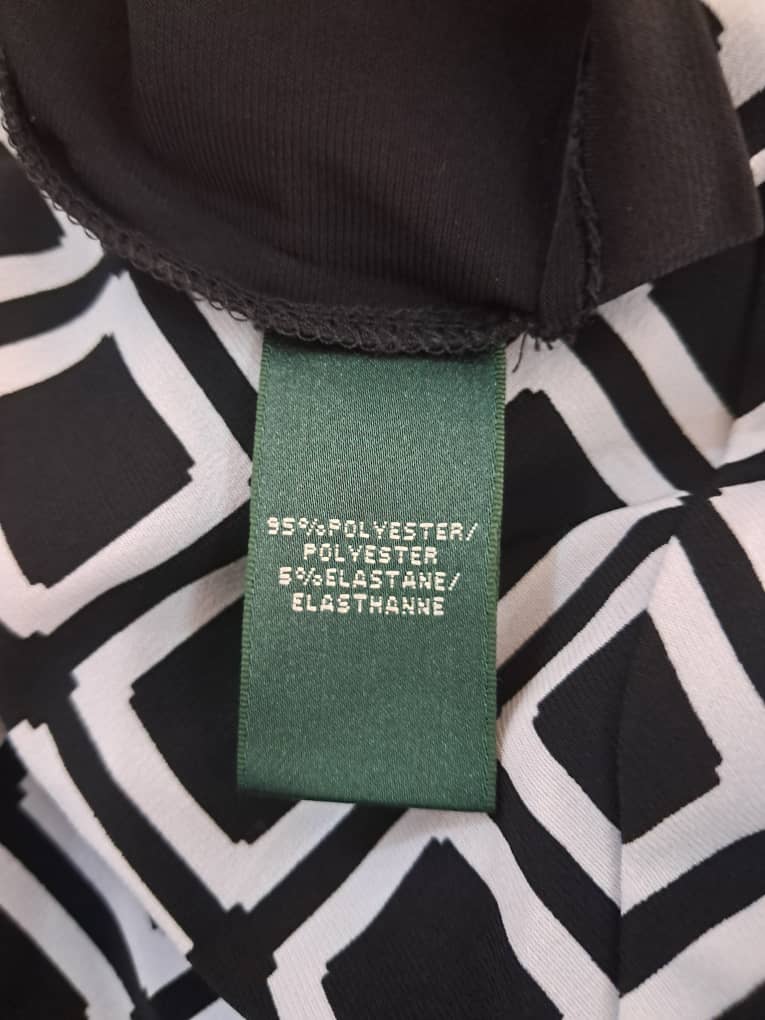 95%POLYESTER/
POLYESTER
5%ELASTANE/
ELASTHANNE